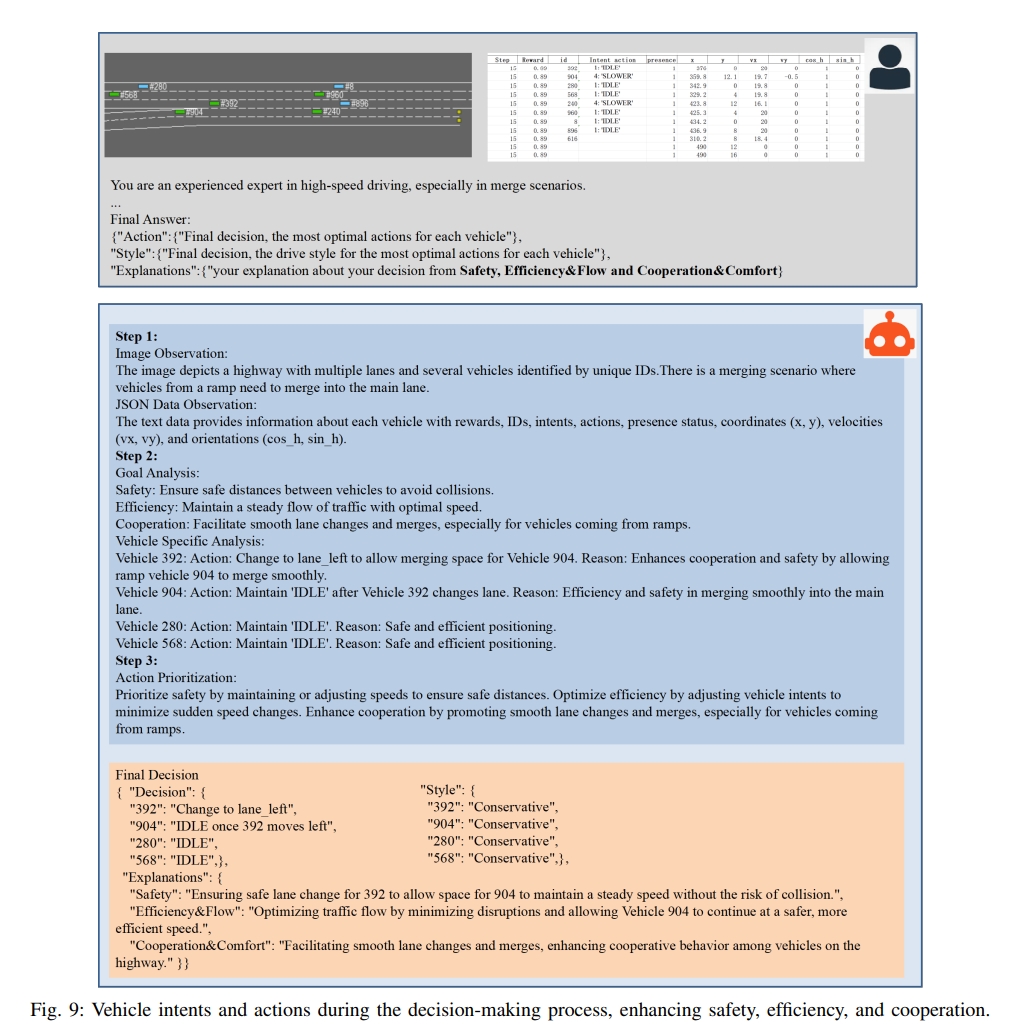 #280
#8
#568
#960
#392
#896
#904
#240
Step Reward id Intent action presence x y vx vy cos_h sin_h
15 0.89 392 1: 'IDLE' 1 376 8 20 0 1 0
15 0.89 904 4: 'SLOWER' 1 359.8 12.1 19.7 -0.5 1 0
15 0.89 280 1: 'IDLE' 1 342.9 0 19.8 0 1 0
15 0.89 568 1: 'IDLE' 1 329.2 4 19.8 0 1 0
15 0.89 240 4: 'SLOWER' 1 423.8 12 16.1 0 1 0
15 0.89 960 1: 'IDLE' 1 425.3 4 20 0 1 0
15 0.89 8 1: 'IDLE' 1 434.2 0 20 0 1 0
15 0.89 896 1: 'IDLE' 1 436.9 8 20 0 1 0
15 0.89 616 1 310.2 8 18.4 0 1 0
15 0.89 1 490 12 0 0 1 0
15 0.89 1 490 16 0 0 1 0
You are an experienced expert in high-speed driving, especially in merge scenarios.
...
Final Answer:
{"Action":{"Final decision, the most optimal actions for each vehicle"},
"Style":{"Final decision, the drive style for the most optimal actions for each vehicle"},
"Explanations":{"your explanation about your decision from Safety, Efficiency&Flow and Cooperation&Comfort}
Step 1:
Image Observation:
The image depicts a highway with multiple lanes and several vehicles identified by unique IDs.There is a merging scenario where
vehicles from a ramp need to merge into the main lane.
JSON Data Observation:
The text data provides information about each vehicle with rewards, IDs, intents, actions, presence status, coordinates (x, y), velocities
(vx, vy), and orientations (cos_h, sin_h).
Step 2:
Goal Analysis:
Safety: Ensure safe distances between vehicles to avoid collisions.
Efficiency: Maintain a steady flow of traffic with optimal speed.
Cooperation: Facilitate smooth lane changes and merges, especially for vehicles coming from ramps.
Vehicle Specific Analysis:
Vehicle 392: Action: Change to lane_left to allow merging space for Vehicle 904. Reason: Enhances cooperation and safety by allowing
ramp vehicle 904 to merge smoothly.
Vehicle 904: Action: Maintain 'IDLE' after Vehicle 392 changes lane. Reason: Efficiency and safety in merging smoothly into the main
lane.
Vehicle 280: Action: Maintain 'IDLE'. Reason: Safe and efficient positioning.
Vehicle 568: Action: Maintain 'IDLE'. Reason: Safe and efficient positioning.
Step 3:
Action Prioritization:
Prioritize safety by maintaining or adjusting speeds to ensure safe distances. Optimize efficiency by adjusting vehicle intents to
minimize sudden speed changes. Enhance cooperation by promoting smooth lane changes and merges, especially for vehicles coming
from ramps.
Final Decision
{ "Decision": {
"392": "Change to lane_left",
"904": "IDLE once 392 moves left",
"280": "IDLE",
"568": "IDLE",},
"Style": {
"392": "Conservative",
"904": "Conservative",
"280": "Conservative",
"568": "Conservative",},
"Explanations": {
"Safety": "Ensuring safe lane change for 392 to allow space for 904 to maintain a steady speed without the risk of collision.",
"Efficiency&Flow": "Optimizing traffic flow by minimizing disruptions and allowing Vehicle 904 to continue at a safer, more
efficient speed.",
"Cooperation&Comfort": "Facilitating smooth lane changes and merges, enhancing cooperative behavior among vehicles on the
highway." }}
Fig. 9: Vehicle intents and actions during the decision-making process, enhancing safety, efficiency, and cooperation.